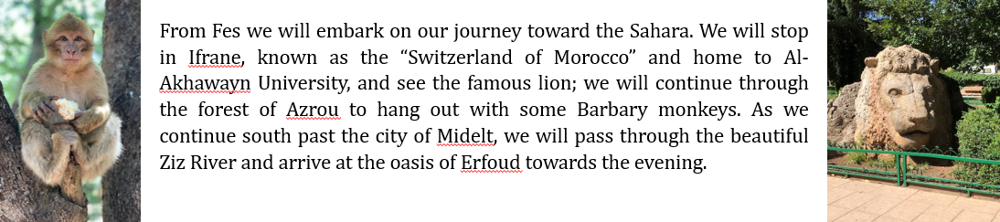 From Fes we will embark on our journey toward the Sahara. We will stop
in Ifrane, known as the “Switzerland of Morocco” and home to Al-
Akhawayn University, and see the famous lion; we will continue through
the forest of Azrou to hang out with some Barbary monkeys. As we
continue south past the city of Midelt, we will pass through the beautiful
Ziz River and arrive at the oasis of Erfoud towards the evening.